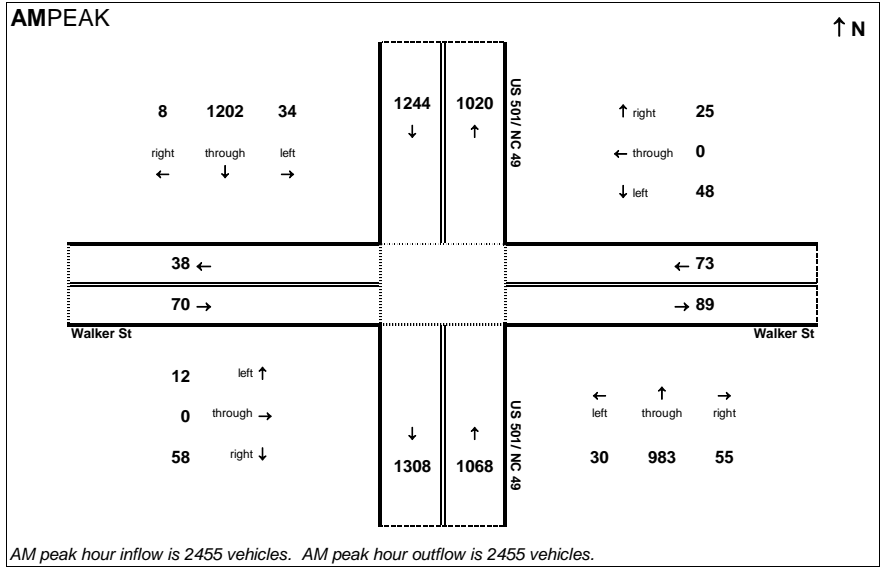 AMPEAK
↑ N
8 1202 34
right through left
← ↓ →
1244 1020
↓ ↑
US 501/ NC 49
↑ right 25
← through 0
↓ left 48
38 ←
← 73
70 →
→ 89
Walker St
Walker St
12 left ↑
0 through →
58 right ↓
↓ ↑
1308 1068
US 501/ NC 49
← ↑ →
left through right
30 983 55
AM peak hour inflow is 2455 vehicles. AM peak hour outflow is 2455 vehicles.